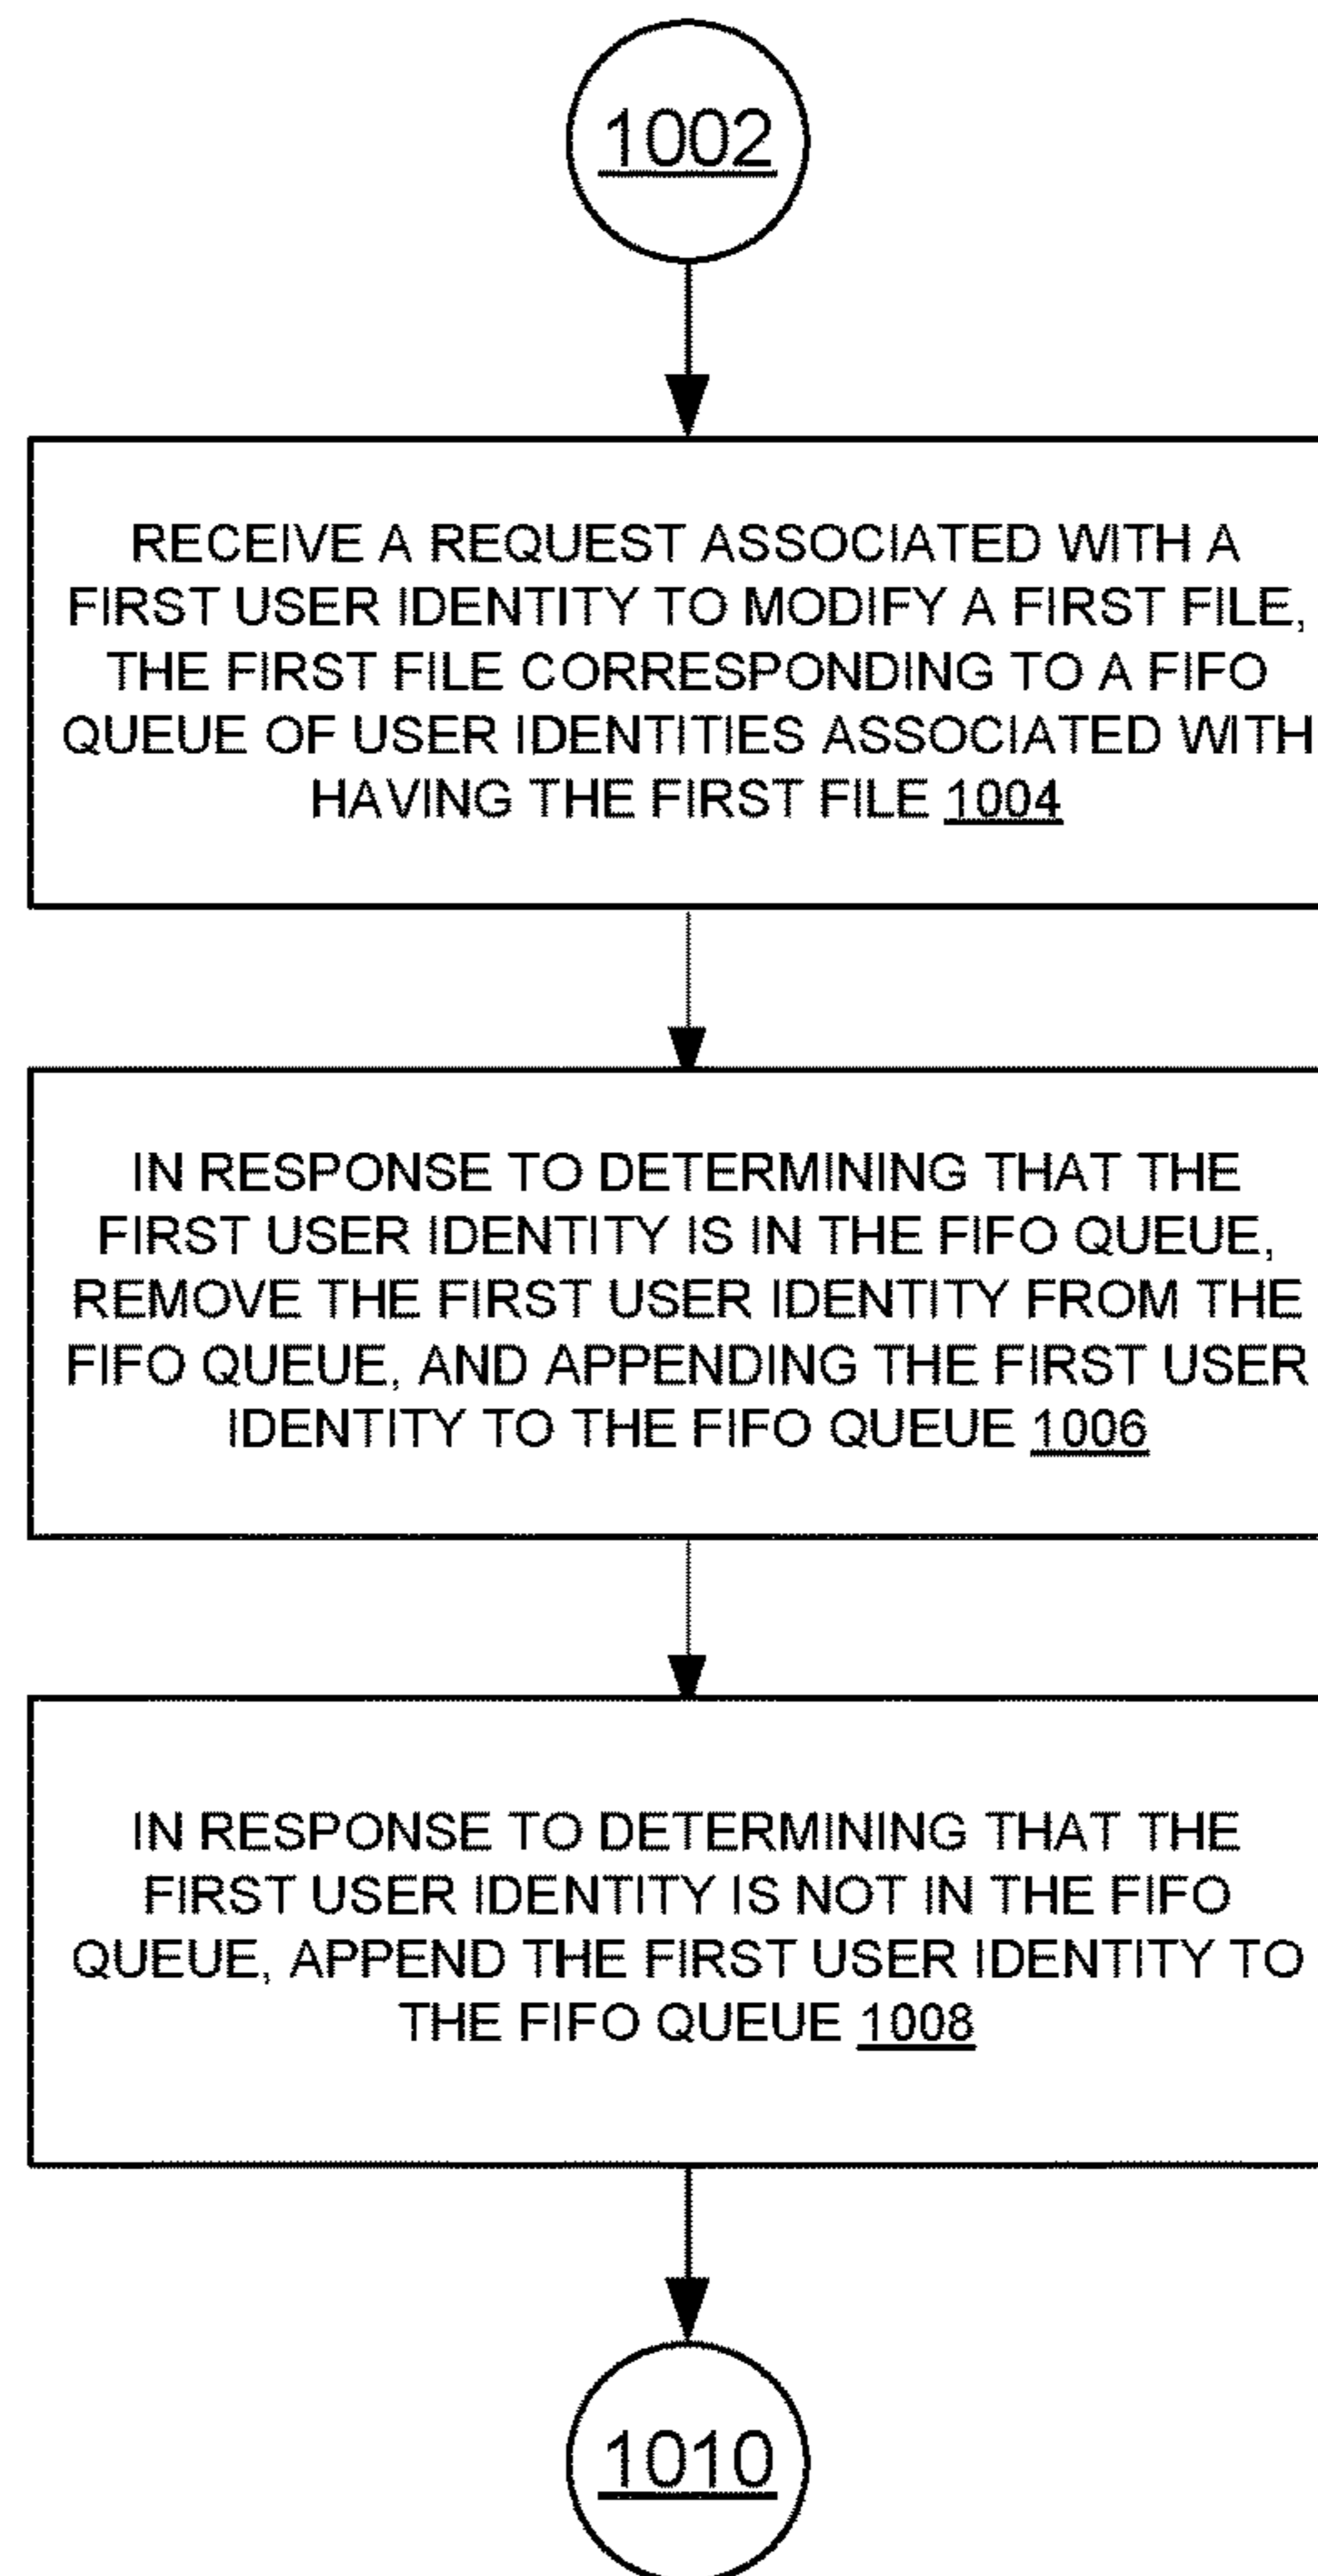 1002
RECEIVE A REQUEST ASSOCIATED WITH A
FIRST USER IDENTITY TO MODIFY A FIRST FILE,
THE FIRST FILE CORRESPONDING TO A FIFO
QUEUE OF USER IDENTITIES ASSOCIATED WITH
HAVING THE FIRST FILE 1004
IN RESPONSE TO DETERMINING THAT THE
FIRST USER IDENTITY IS IN THE FIFO QUEUE,
REMOVE THE FIRST USER IDENTITY FROM THE
FIFO QUEUE, AND APPENDING THE FIRST USER
IDENTITY TO THE FIFO QUEUE 1006
IN RESPONSE TO DETERMINING THAT THE
FIRST USER IDENTITY IS NOT IN THE FIFO
QUEUE, APPEND THE FIRST USER IDENTITY TO
THE FIFO QUEUE 1008
1010